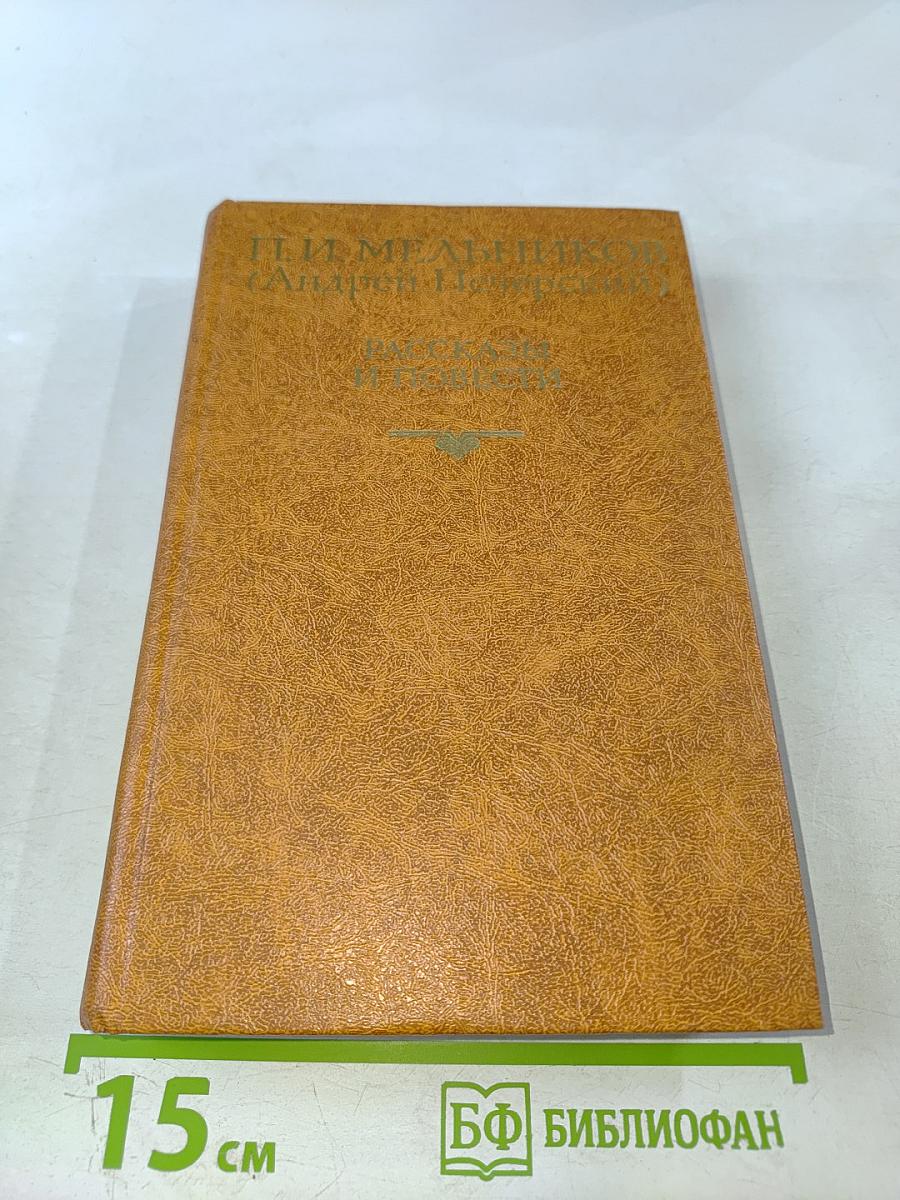 П. И. МЕЛЬНИКОВ
(Андрей Печерский)
РАССКАЗЫ
И ПОВЕСТИ
15 см
БФ БИБЛИОФАН